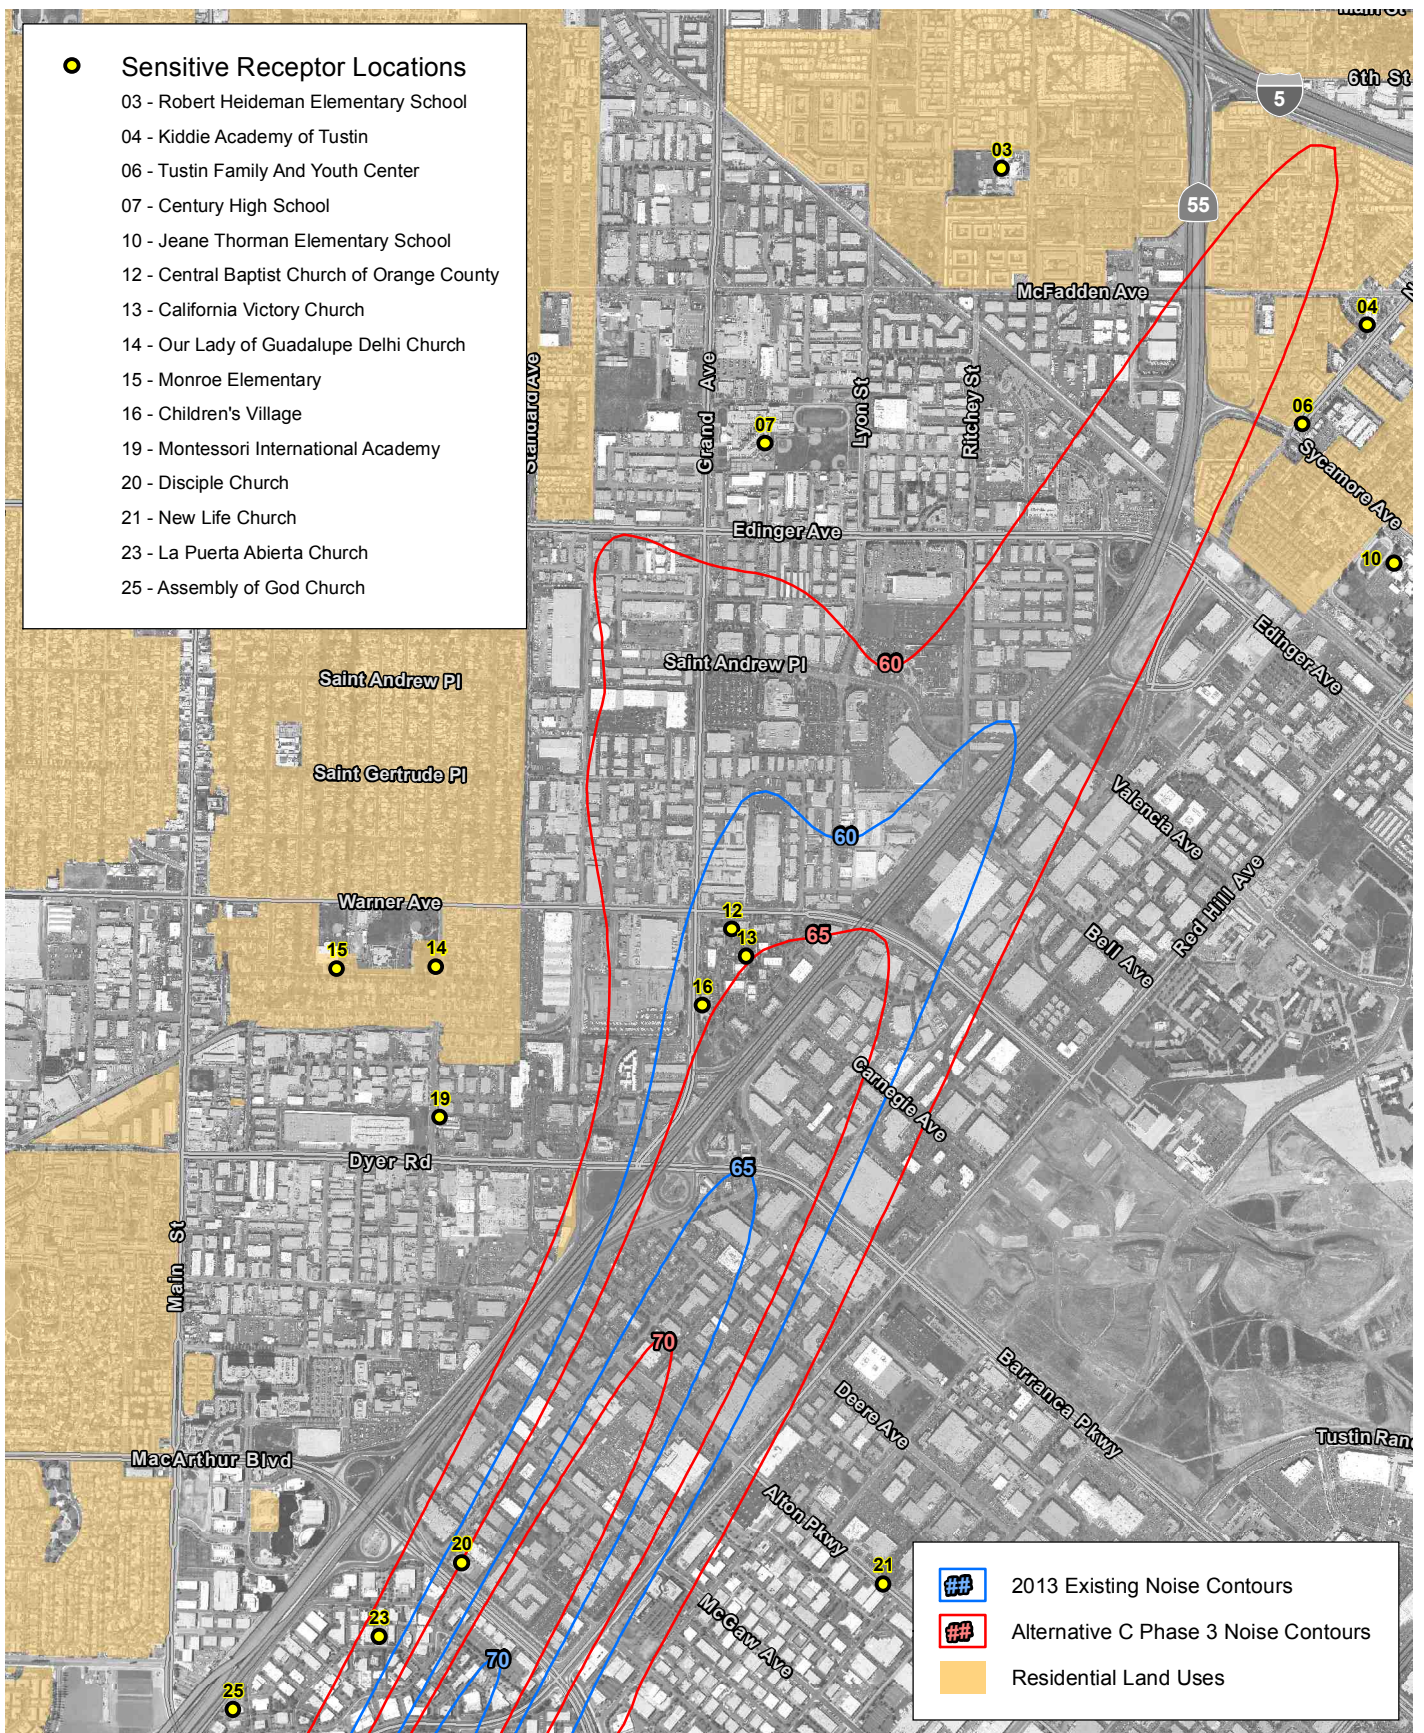 Sensitive Receptor Locations
03 - Robert Heideman Elementary School
04 - Kiddie Academy of Tustin
06 - Tustin Family And Youth Center
07 - Century High School
10 - Jeane Thorman Elementary School
12 - Central Baptist Church of Orange County
13 - California Victory Church
14 - Our Lady of Guadalupe Delhi Church
15 - Monroe Elementary
16 - Children's Village
19 - Montessori International Academy
20 - Disciple Church
21 - New Life Church
23 - La Puerta Abierta Church
25 - Assembly of God Church
Main St
6th St
5
03
55
McFadden Ave
04
Standard Ave
Grand Ave
Lyon St
Ritchey St
06
07
Sycamore Ave
Edinger Ave
10
Edinger Ave
Saint Andrew Pl
Saint Andrew Pl
60
Saint Gertrude Pl
Valencia Ave
60
Red Hill Ave
Warner Ave
12
65
13
Bell Ave
15
14
16
Carnegie Ave
19
Dyer Rd
65
Main St
70
Barranca Pkwy
Deere Ave
MacArthur Blvd
Tustin Ranc
Alton Pkwy
20
21
McGaw Ave
23
70
25
## 2013 Existing Noise Contours
## Alternative C Phase 3 Noise Contours
Residential Land Uses